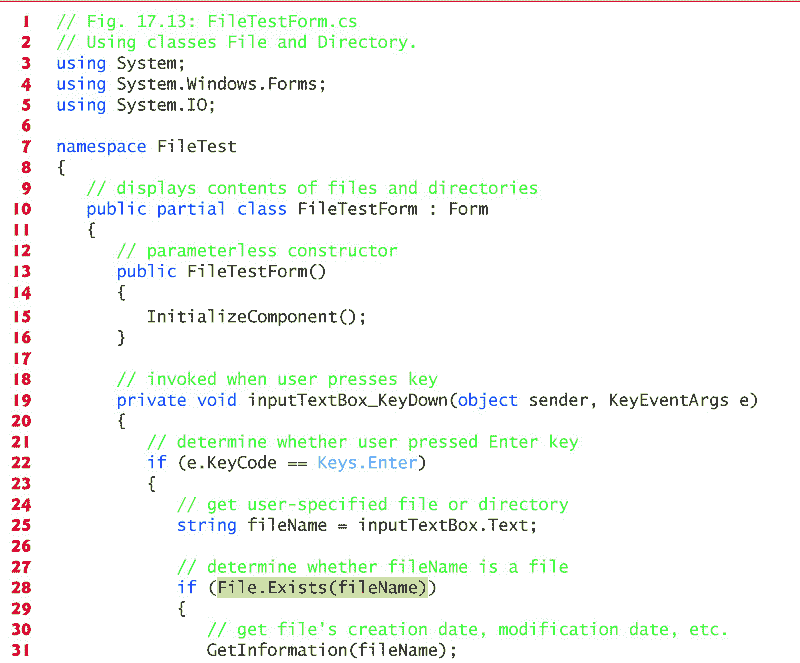 1 // Fig. 17.13: FileTestForm.cs
2 // Using classes File and Directory.
3 using System;
4 using System.Windows.Forms;
5 using System.IO;
6
7 namespace FileTest
8 {
9 // displays contents of files and directories
10 public partial class FileTestForm : Form
11 {
12 // parameterless constructor
13 public FileTestForm()
14 {
15 InitializeComponent();
16 }
17
18 // invoked when user presses key
19 private void inputTextBox_KeyDown(object sender, KeyEventArgs e)
20 {
21 // determine whether user pressed Enter key
22 if (e.KeyCode == Keys.Enter)
23 {
24 // get user-specified file or directory
25 string fileName = inputTextBox.Text;
26
27 // determine whether fileName is a file
28 if (File.Exists(fileName))
29 {
30 // get file's creation date, modification date, etc.
31 GetInformation(fileName);